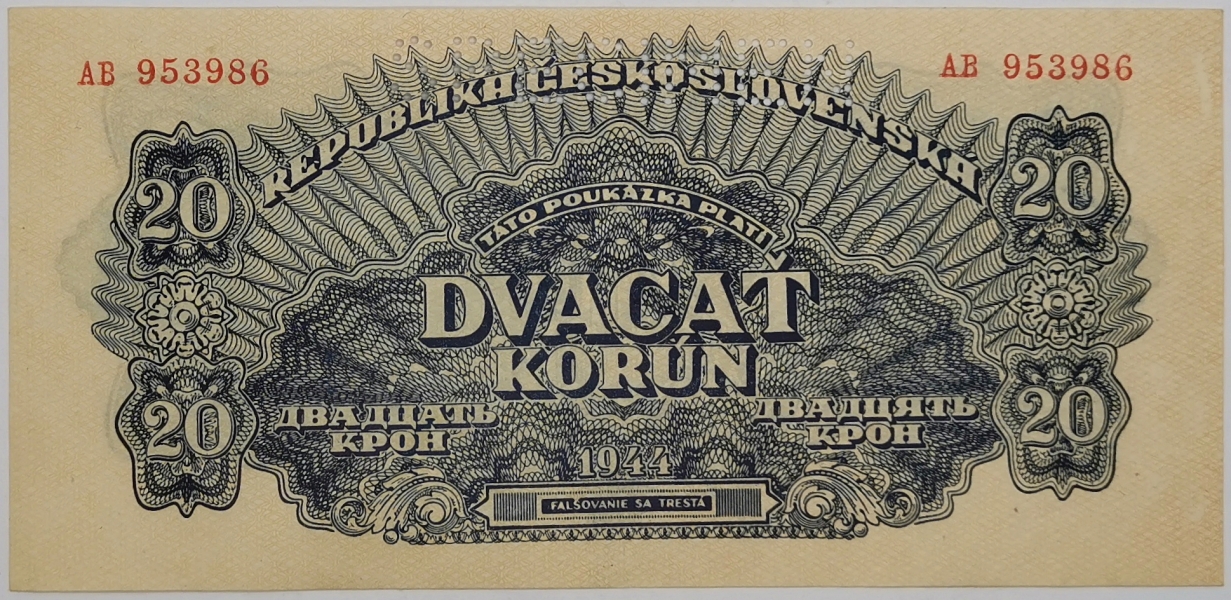 AB 953986
AB 953986
REPUBLIKA ČESKOSLOVENSKÁ
20
20
TÁTO POUKÁZKA PLATÍ
DVACAŤ
KORÚN
ДВАДЦАТЬ
КРОН
ДВАДЦЯТЬ
КРОН
20
20
1944
FALŠOVANIE SA TRESTÁ